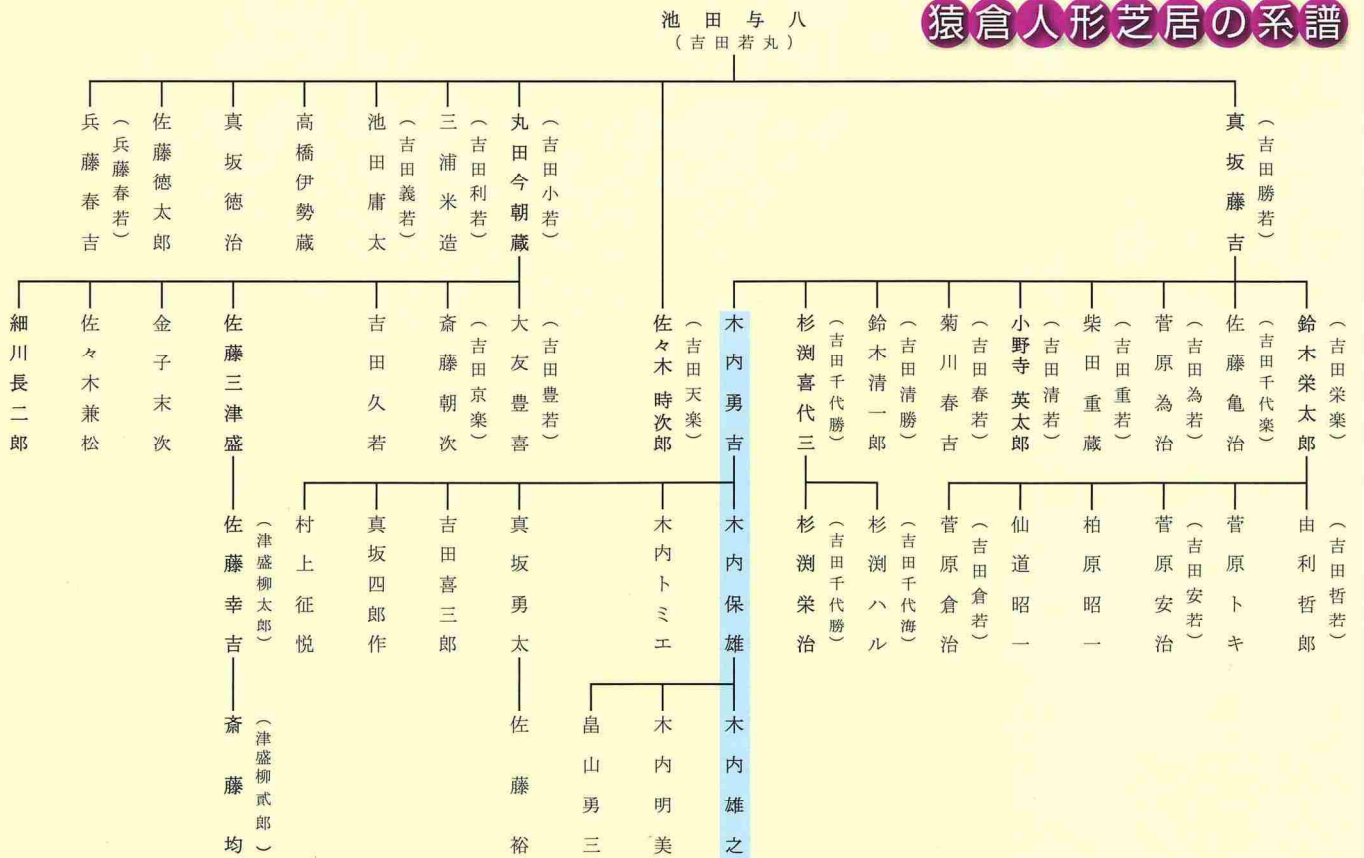 猿倉人形芝居の系譜
池田与八
（吉田若丸）
真坂藤吉
（吉田勝若）
丸田今朝蔵
（吉田小若）
三浦米造
（吉田利若）
池田庸太
（吉田義若）
高橋伊勢蔵
真坂徳治
佐藤徳太郎
兵藤春吉
（兵藤春若）
鈴木栄太郎
（吉田栄楽）
佐藤亀治
（吉田千代楽）
菅原為治
（吉田為若）
柴田重蔵
（吉田重若）
小野寺英太郎
（吉田清若）
菊川春吉
（吉田春若）
鈴木清一郎
（吉田清勝）
杉渕喜代三
（吉田千代勝）
木内勇吉
佐々木時次郎
（吉田天楽）
大友豊喜
（吉田豊若）
斎藤朝次
（吉田京楽）
吉田久若
佐藤三津盛
金子末次
佐々木兼松
細川長二郎
由利哲郎
（吉田哲若）
菅原トキ
菅原安治
（吉田安若）
柏原昭一
仙道昭一
菅原倉治
（吉田倉若）
杉渕ハル
（吉田千代海）
杉渕栄治
（吉田千代勝）
木内保雄
木内トミエ
真坂勇太
吉田喜三郎
真坂四郎作
村上征悦
佐藤幸吉
（津盛柳太郎）
木内雄之
木内明美
畠山勇三
佐藤裕
斎藤均
（津盛柳貮郎）